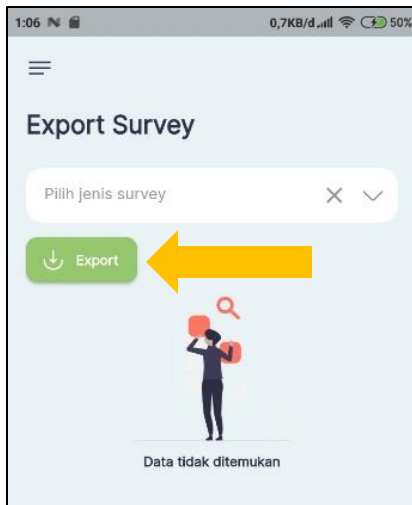 1:06 0,7KB/d 50%
Export Survey
Pilih jenis survey
Export
Data tidak ditemukan